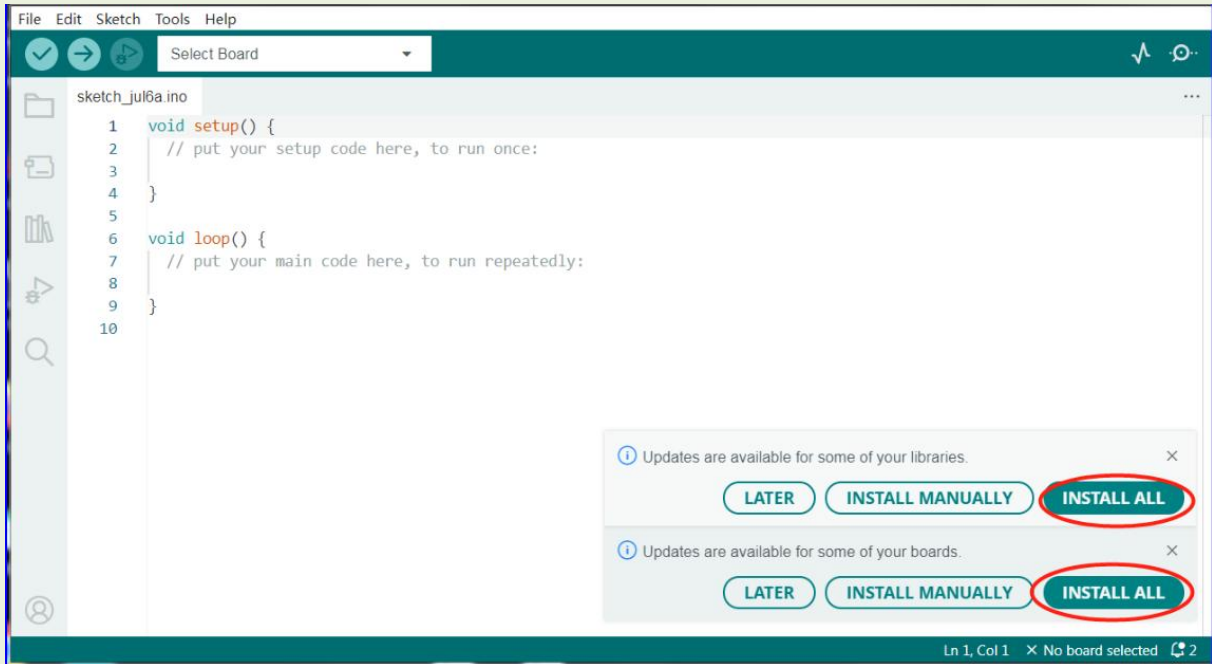 File Edit Sketch Tools Help
Select Board
sketch_jul6a.ino
...
1 void setup() {
2 // put your setup code here, to run once:
3
4 }
5
6 void loop() {
7 // put your main code here, to run repeatedly:
8
9 }
10
Updates are available for some of your libraries.
LATER INSTALL MANUALLY INSTALL ALL
Updates are available for some of your boards.
LATER INSTALL MANUALLY INSTALL ALL
Ln 1, Col 1 × No board selected 2